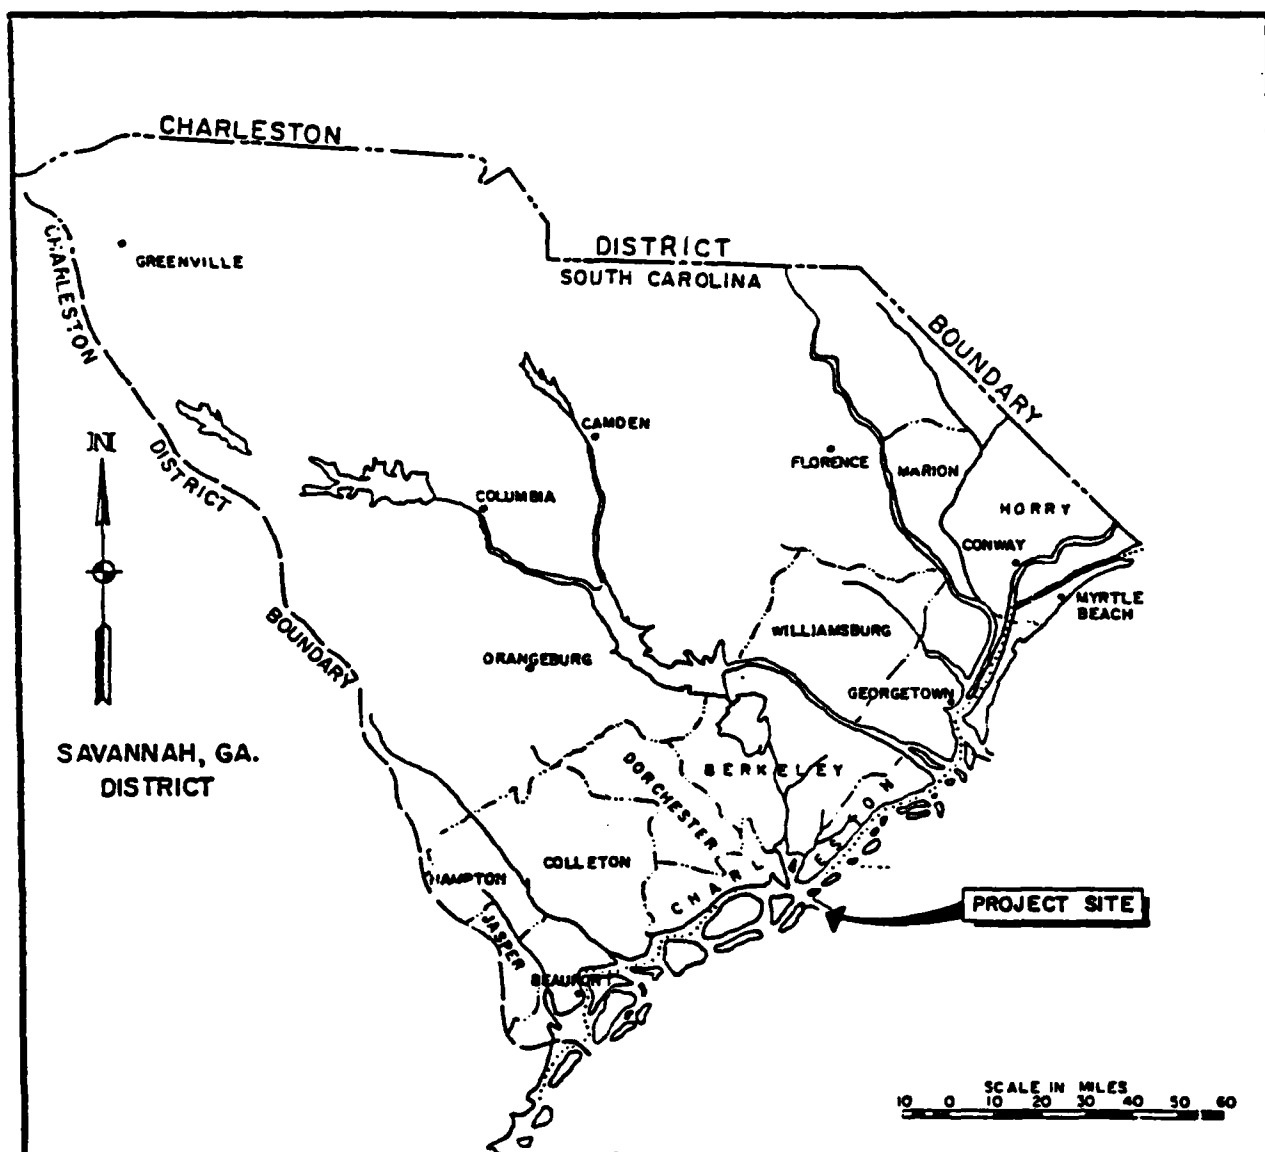 CHARLESTON
DISTRICT
SOUTH CAROLINA
BOUNDARY
CHARLESTON
DISTRICT
BOUNDARY
GREENVILLE
N
CAMDEN
FLORENCE
MARION
COLUMBIA
HORRY
CONWAY
MYRTLE
BEACH
WILLIAMSBURG
ORANGEBURG
GEORGETOWN
SAVANNAH, GA.
DISTRICT
BERKELEY
DORCHESTER
CHARLESTON
COLLETON
HAMPTON
JASPER
BEAUFORT
PROJECT SITE
SCALE IN MILES
10 0 10 20 30 40 50 60